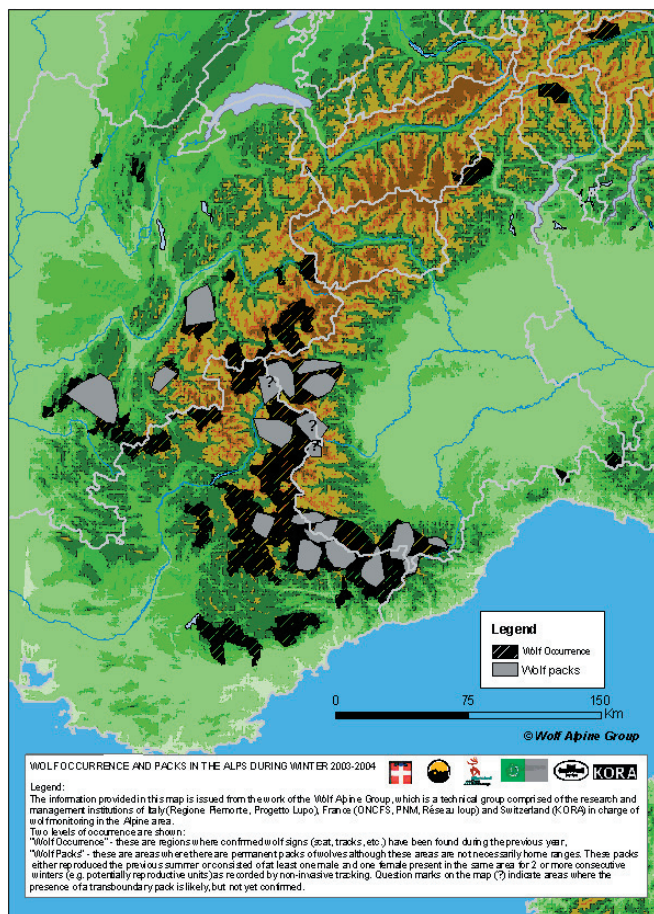 ?
?
?
Legend
Wolf Occurrence
Wolf packs
0 75 150
Km
© Wolf Alpine Group
WOLF OCCURRENCE AND PACKS IN THE ALPS DURING WINTER 2003-2004
KORA
Legend:
The information provided in this map is issued from the work of the Wolf Alpine Group, which is a technical group comprised of the research and
management institutions of Italy (Regione Piemonte, Progetto Lupo), France (ONCFS, PNM, Réseau loup) and Switzerland (KORA) in charge of
wolf monitoring in the Alpine area.
Two levels of occurrence are shown:
"Wolf Occurrence" - these are regions where confirmed wolf signs (scat, tracks, etc.) have been found during the previous year,
"Wolf Packs" - these are areas where there are permanent packs of wolves although these areas are not necessarily home ranges. These packs
either reproduced the previous summer or consisted of at least one male and one female present in the same area for 2 or more consecutive
winters (e.g. potentially reproductive units) as recorded by non-invasive tracking. Question marks on the map (?) indicate areas where the
presence of a transboundary pack is likely, but not yet confirmed.